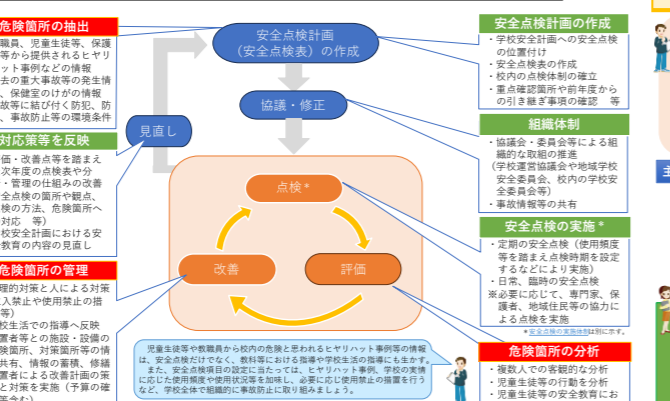 危険箇所の抽出
職員、児童生徒等、保護
等から提供されるヒヤリ
ハット事例などの情報
去の重大事故等の発生情
、保健室のけがの情報
故等に結び付く防犯、防
、事故防止等の環境条件
対応策等を反映
価・改善点等を踏まえ
次年度の点検表や分
・管理の仕組みの改善
全点検の箇所や観点、
検の方法、危険箇所へ
対応 等）
校安全計画における安
教育の内容の見直し
危険箇所の管理
理的対策と人による対策
入禁止や使用禁止の措
等）
校生活での指導へ反映
置者等との施設・設備の
険箇所、対策箇所等の情
共有、情報の蓄積、修繕
置者による改善計画の策
と対策を実施（予算の確
等含む）
安全点検計画
（安全点検表）の作成
協議・修正
見直し
点検*
改善
評価
児童生徒等や教職員から校内の危険と思われるヒヤリハット事例等の情報
は、安全点検だけでなく、教科等における指導や学校生活の指導にも生かす。
また、安全点検項目の設定に当たっては、ヒヤリハット事例、学校の実情
に応じた使用頻度や使用状況等を加味し、必要に応じ使用禁止の措置を行う
など、学校全体で組織的に事故防止に取り組みましょう。
安全点検計画の作成
・学校安全計画への安全点検
の位置付け
・安全点検表の作成
・校内の点検体制の確立
・重点確認箇所や前年度から
の引き継ぎ事項の確認 等
組織体制
・協議会・委員会等による組
織的な取組の推進
（学校運営協議会や地域学校
安全委員会、校内の学校安
全委員会等）
・事故情報等の共有
安全点検の実施*
・定期の安全点検（使用頻度
等を踏まえ点検時期を設定
するなどにより実施）
・日常、臨時の安全点検
※必要に応じて、専門家、保
護者、地域住民等の協力に
よる点検を実施
*安全点検の実施体制は別に示す。
危険箇所の分析
・複数人での客観的な分析
・児童生徒等の行動を分析
・児童生徒等の安全教育にお
主